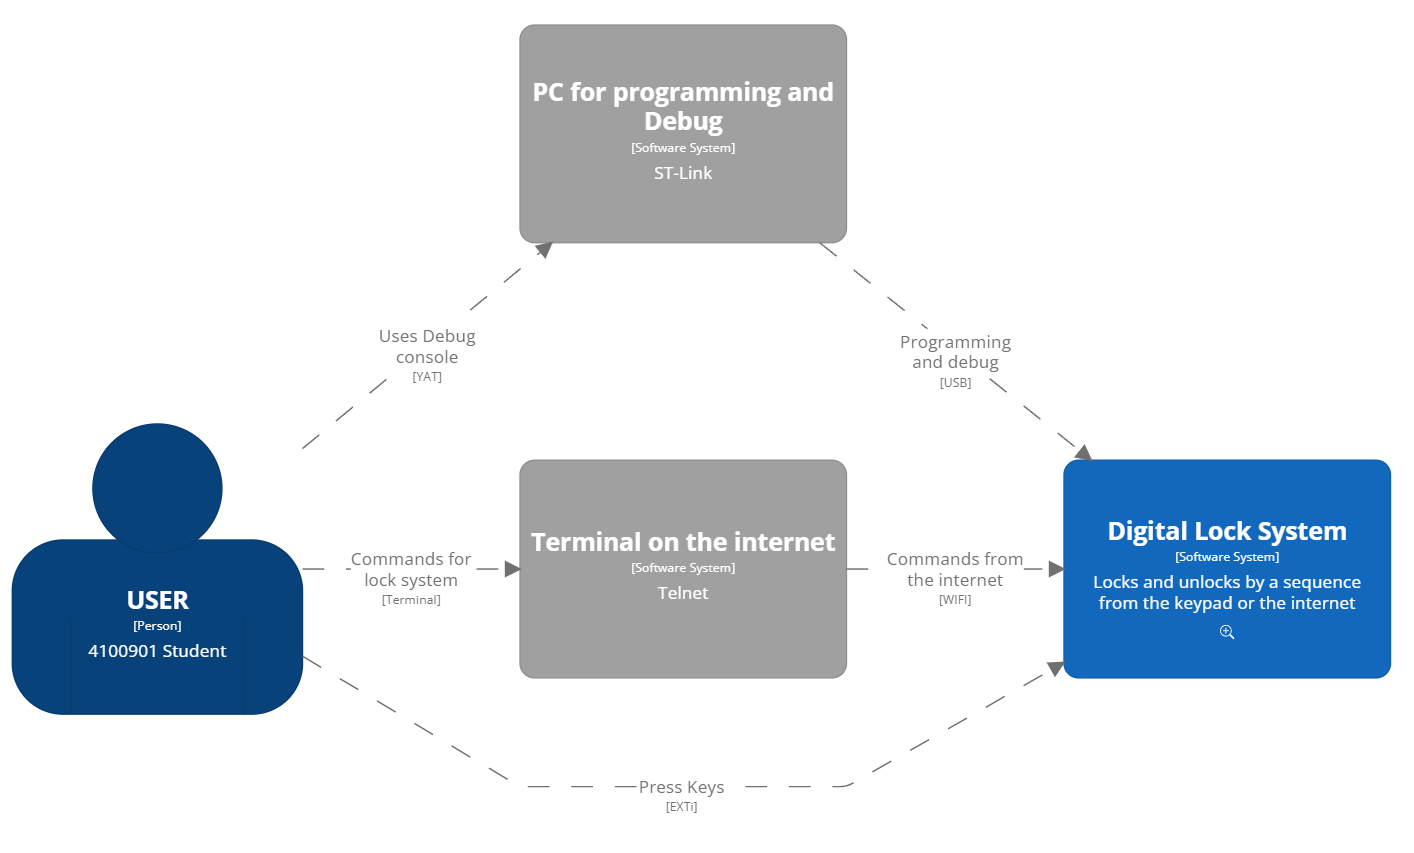 PC for programming and
Debug
[Software System]
ST-Link
Uses Debug
console
[YAT]
Programming
and debug
[USB]
USER
[Person]
4100901 Student
Commands for
lock system
[Terminal]
Terminal on the internet
[Software System]
Telnet
Commands from
the internet
[WIFI]
Digital Lock System
[Software System]
Locks and unlocks by a sequence
from the keypad or the internet
Press Keys
[EXTi]